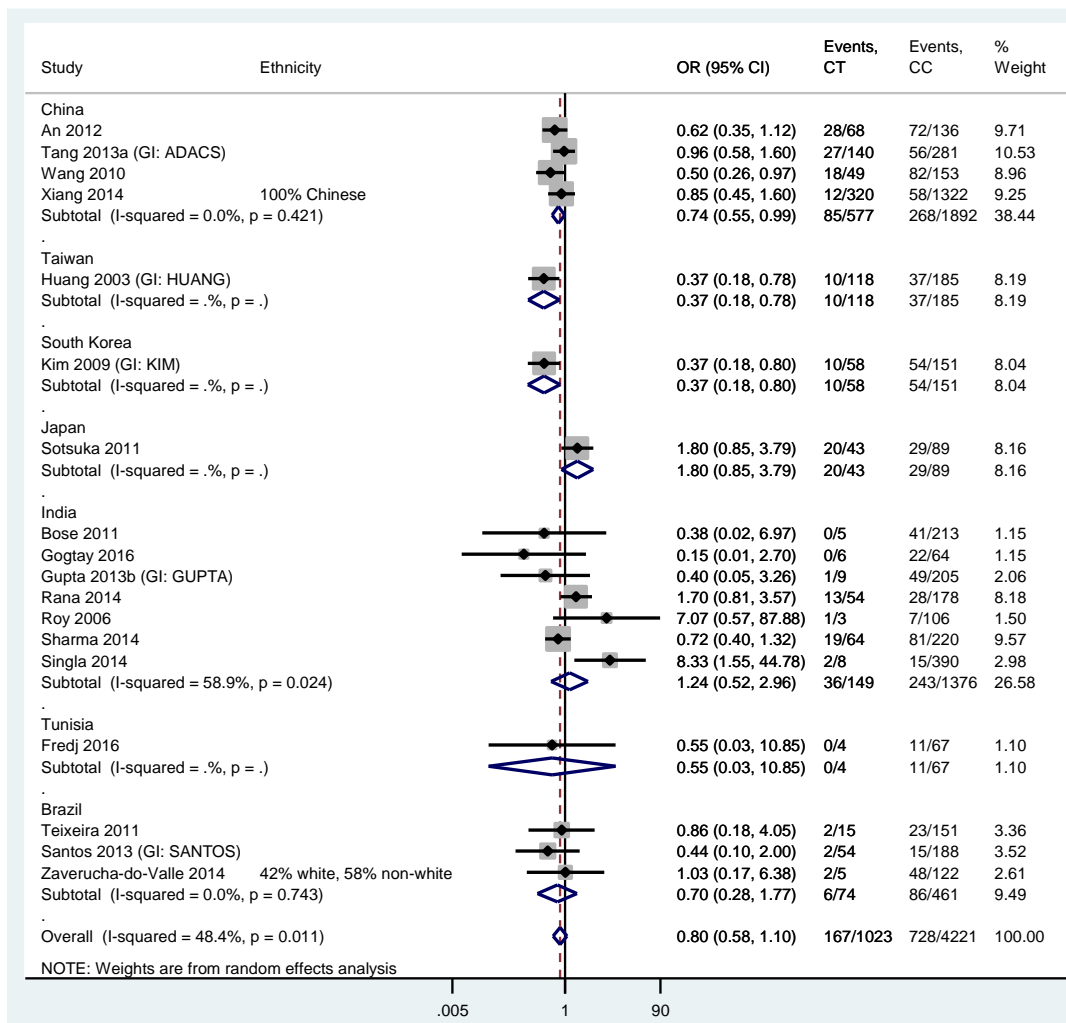 Events, Events, %
Study Ethnicity OR (95% CI) CT CC Weight
China
An 2012 0.62 (0.35, 1.12) 28/68 72/136 9.71
Tang 2013a (GI: ADACS) 0.96 (0.58, 1.60) 27/140 56/281 10.53
Wang 2010 0.50 (0.26, 0.97) 18/49 82/153 8.96
Xiang 2014 100% Chinese 0.85 (0.45, 1.60) 12/320 58/1322 9.25
Subtotal (I-squared = 0.0%, p = 0.421) 0.74 (0.55, 0.99) 85/577 268/1892 38.44
.
Taiwan
Huang 2003 (GI: HUANG) 0.37 (0.18, 0.78) 10/118 37/185 8.19
Subtotal (I-squared = .%, p = .) 0.37 (0.18, 0.78) 10/118 37/185 8.19
.
South Korea
Kim 2009 (GI: KIM) 0.37 (0.18, 0.80) 10/58 54/151 8.04
Subtotal (I-squared = .%, p = .) 0.37 (0.18, 0.80) 10/58 54/151 8.04
.
Japan
Sotsuka 2011 1.80 (0.85, 3.79) 20/43 29/89 8.16
Subtotal (I-squared = .%, p = .) 1.80 (0.85, 3.79) 20/43 29/89 8.16
.
India
Bose 2011 0.38 (0.02, 6.97) 0/5 41/213 1.15
Gogtay 2016 0.15 (0.01, 2.70) 0/6 22/64 1.15
Gupta 2013b (GI: GUPTA) 0.40 (0.05, 3.26) 1/9 49/205 2.06
Rana 2014 1.70 (0.81, 3.57) 13/54 28/178 8.18
Roy 2006 7.07 (0.57, 87.88) 1/3 7/106 1.50
Sharma 2014 0.72 (0.40, 1.32) 19/64 81/220 9.57
Singla 2014 8.33 (1.55, 44.78) 2/8 15/390 2.98
Subtotal (I-squared = 58.9%, p = 0.024) 1.24 (0.52, 2.96) 36/149 243/1376 26.58
.
Tunisia
Fredj 2016 0.55 (0.03, 10.85) 0/4 11/67 1.10
Subtotal (I-squared = .%, p = .) 0.55 (0.03, 10.85) 0/4 11/67 1.10
.
Brazil
Teixeira 2011 0.86 (0.18, 4.05) 2/15 23/151 3.36
Santos 2013 (GI: SANTOS) 0.44 (0.10, 2.00) 2/54 15/188 3.52
Zaverucha-do-Valle 2014 42% white, 58% non-white 1.03 (0.17, 6.38) 2/5 48/122 2.61
Subtotal (I-squared = 0.0%, p = 0.743) 0.70 (0.28, 1.77) 6/74 86/461 9.49
.
Overall (I-squared = 48.4%, p = 0.011) 0.80 (0.58, 1.10) 167/1023 728/4221 100.00
NOTE: Weights are from random effects analysis
.005 1 90